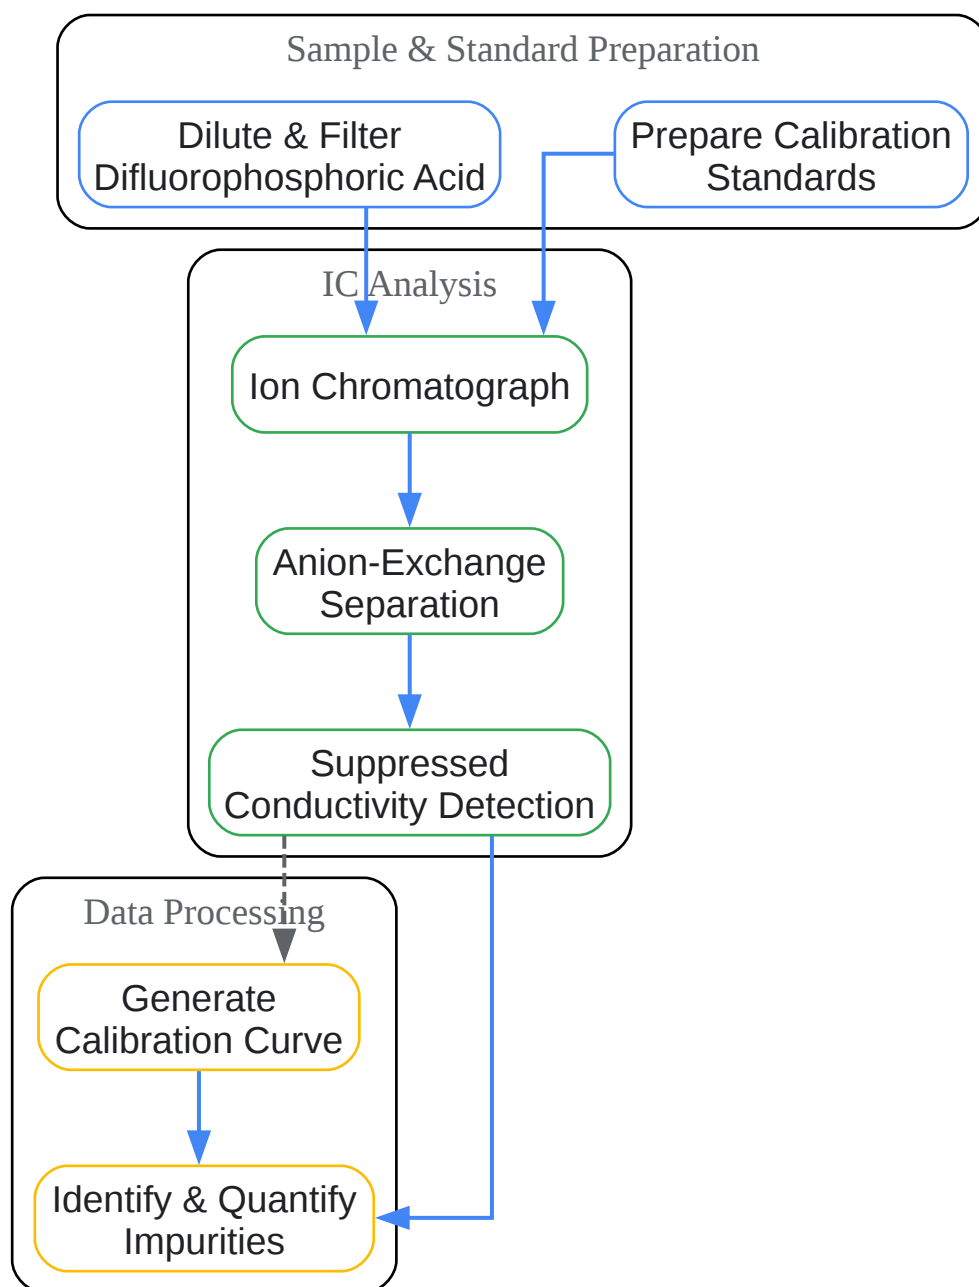 Sample & Standard Preparation
Dilute & Filter
Difluorophosphoric Acid
Prepare Calibration
Standards
IC Analysis
Ion Chromatograph
Anion-Exchange
Separation
Suppressed
Conductivity Detection
Data Processing
Generate
Calibration Curve
Identify & Quantify
Impurities